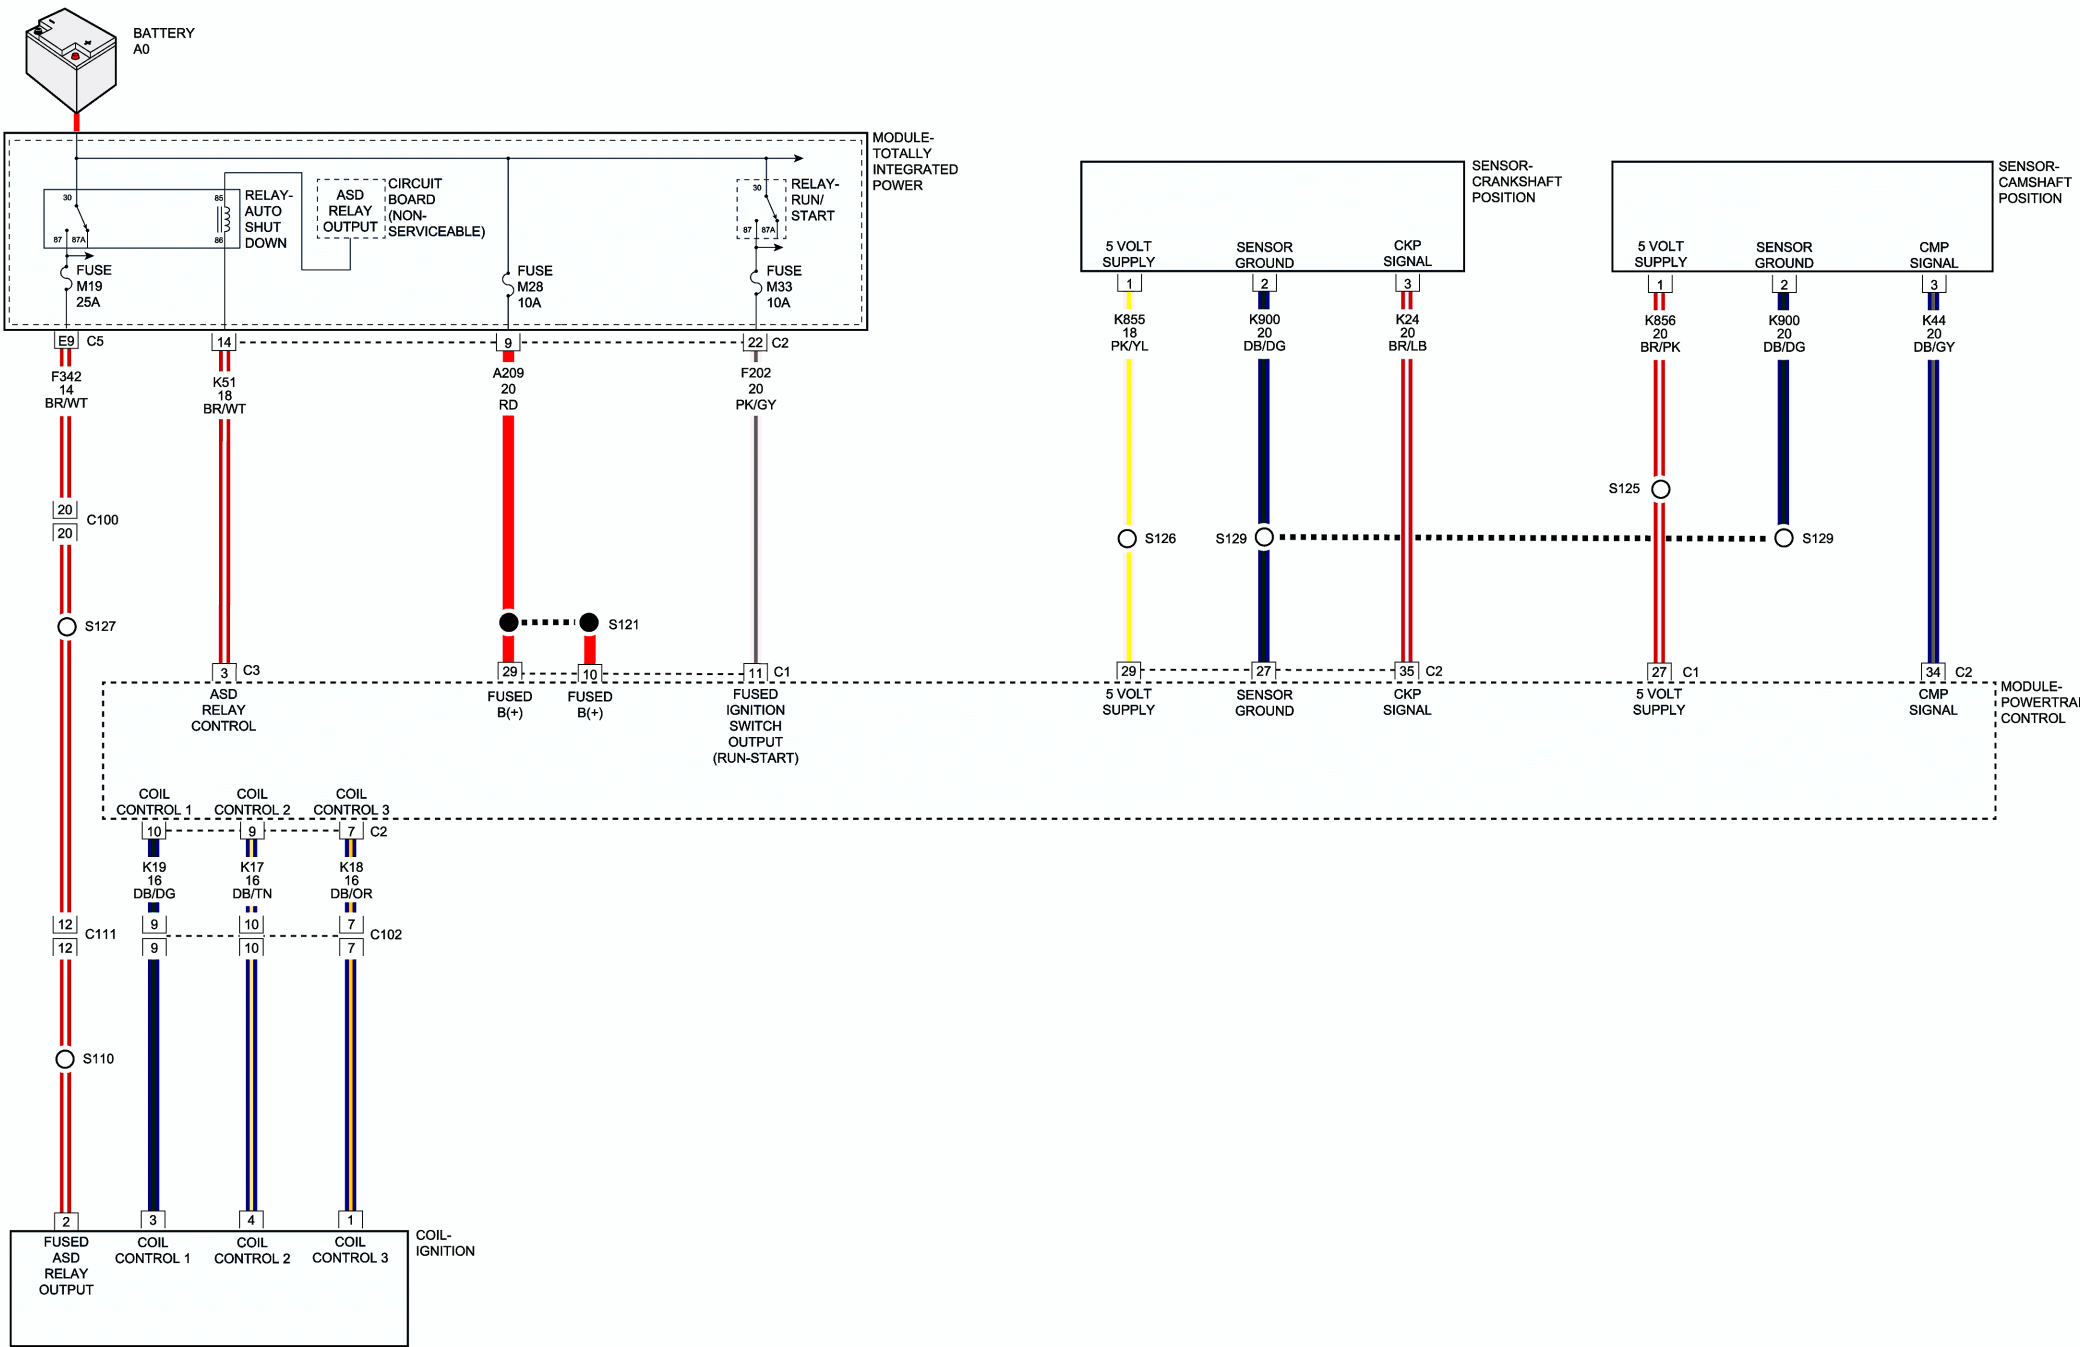 BATTERY
A0
MODULE-
TOTALLY
INTEGRATED
POWER
30
87
87A
85
86
RELAY-
AUTO
SHUT
DOWN
ASD
RELAY
OUTPUT
CIRCUIT
BOARD
(NON-
SERVICEABLE)
30
87
87A
RELAY-
RUN/
START
FUSE
M19
25A
FUSE
M28
10A
FUSE
M33
10A
E9
C5
14
9
22
C2
F342
14
BR/WT
K51
18
BR/WT
A209
20
RD
F202
20
PK/GY
SENSOR-
CRANKSHAFT
POSITION
5 VOLT
SUPPLY
SENSOR
GROUND
CKP
SIGNAL
1
2
3
K855
18
PK/YL
K900
20
DB/DG
K24
20
BR/LB
SENSOR-
CAMSHAFT
POSITION
5 VOLT
SUPPLY
SENSOR
GROUND
CMP
SIGNAL
1
2
3
K856
20
BR/PK
K900
20
DB/DG
K44
20
DB/GY
20
C100
20
S127
S121
S126
S129
S125
S129
3
C3
29
10
11
C1
29
27
35
C2
27
C1
34
C2
ASD
RELAY
CONTROL
FUSED
B(+)
FUSED
B(+)
FUSED
IGNITION
SWITCH
OUTPUT
(RUN-START)
5 VOLT
SUPPLY
SENSOR
GROUND
CKP
SIGNAL
5 VOLT
SUPPLY
CMP
SIGNAL
MODULE-
POWERTRA
CONTROL
COIL
CONTROL 1
COIL
CONTROL 2
COIL
CONTROL 3
10
9
7
C2
K19
16
DB/DG
K17
16
DB/TN
K18
16
DB/OR
12
C111
12
9
10
7
C102
9
10
7
S110
2
3
4
1
FUSED
ASD
RELAY
OUTPUT
COIL
CONTROL 1
COIL
CONTROL 2
COIL
CONTROL 3
COIL-
IGNITION